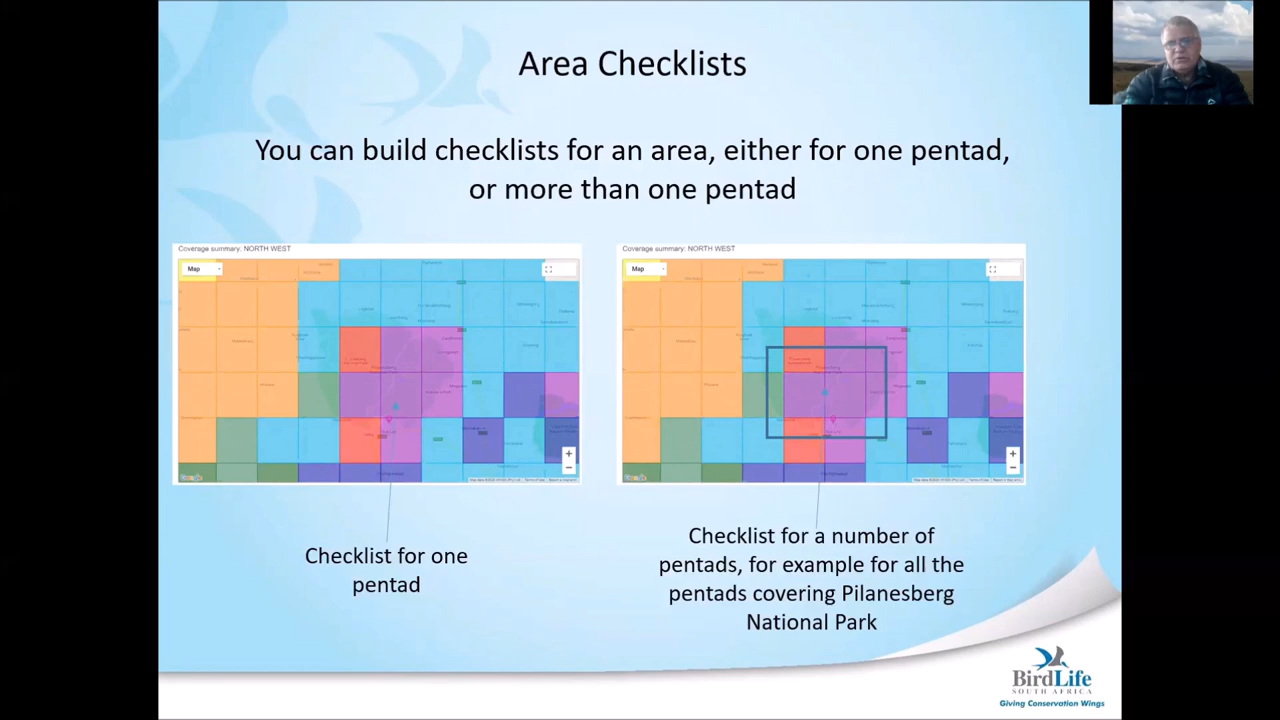 Area Checklists
You can build checklists for an area, either for one pentad,
or more than one pentad
Coverage summary: NORTH WEST
Map
+
−
Google
Coverage summary: NORTH WEST
Map
+
−
Google
Checklist for one
pentad
Checklist for a number of
pentads, for example for all the
pentads covering Pilanesberg
National Park
BirdLife
SOUTH AFRICA
Giving Conservation Wings